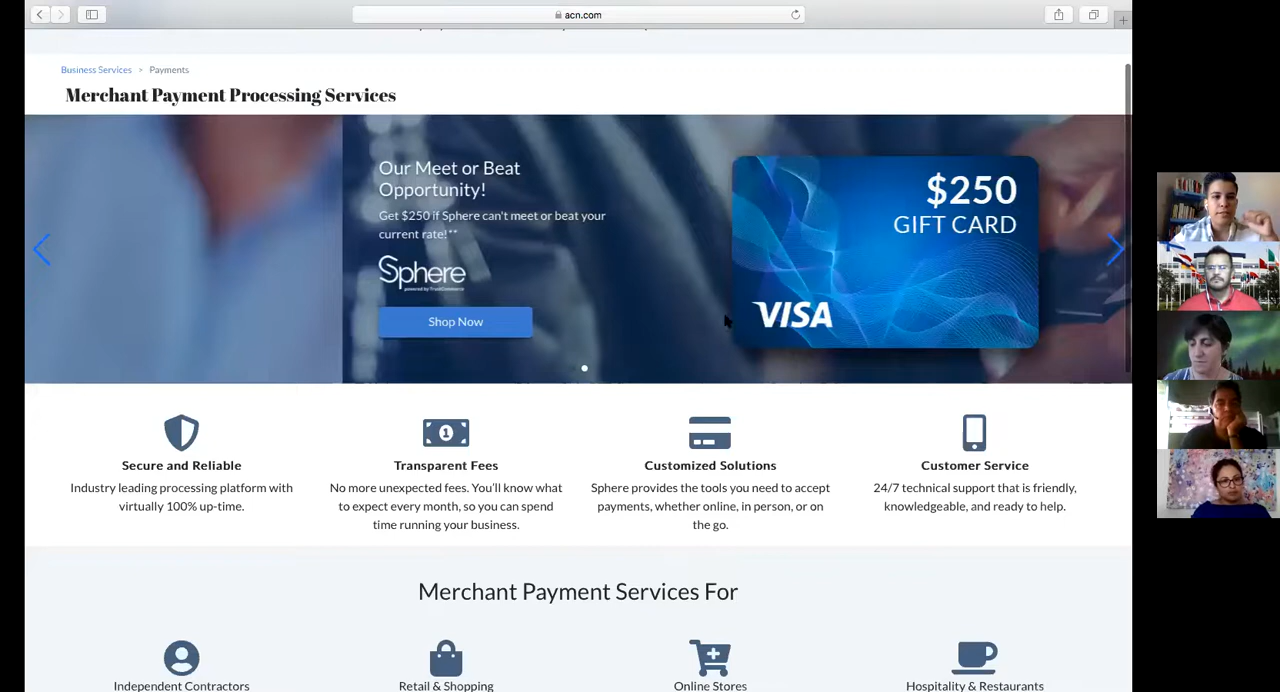 acn.com
Business Services > Payments
Merchant Payment Processing Services
Our Meet or Beat
Opportunity!
Get $250 if Sphere can't meet or beat your
current rate!**
Sphere
powered by TrustCommerce
Shop Now
$250
GIFT CARD
VISA
Secure and Reliable
Industry leading processing platform with
virtually 100% up-time.
Transparent Fees
No more unexpected fees. You'll know what
to expect every month, so you can spend
time running your business.
Customized Solutions
Sphere provides the tools you need to accept
payments, whether online, in person, or on
the go.
Customer Service
24/7 technical support that is friendly,
knowledgeable, and ready to help.
Merchant Payment Services For
Independent Contractors
Retail & Shopping
Online Stores
Hospitality & Restaurants